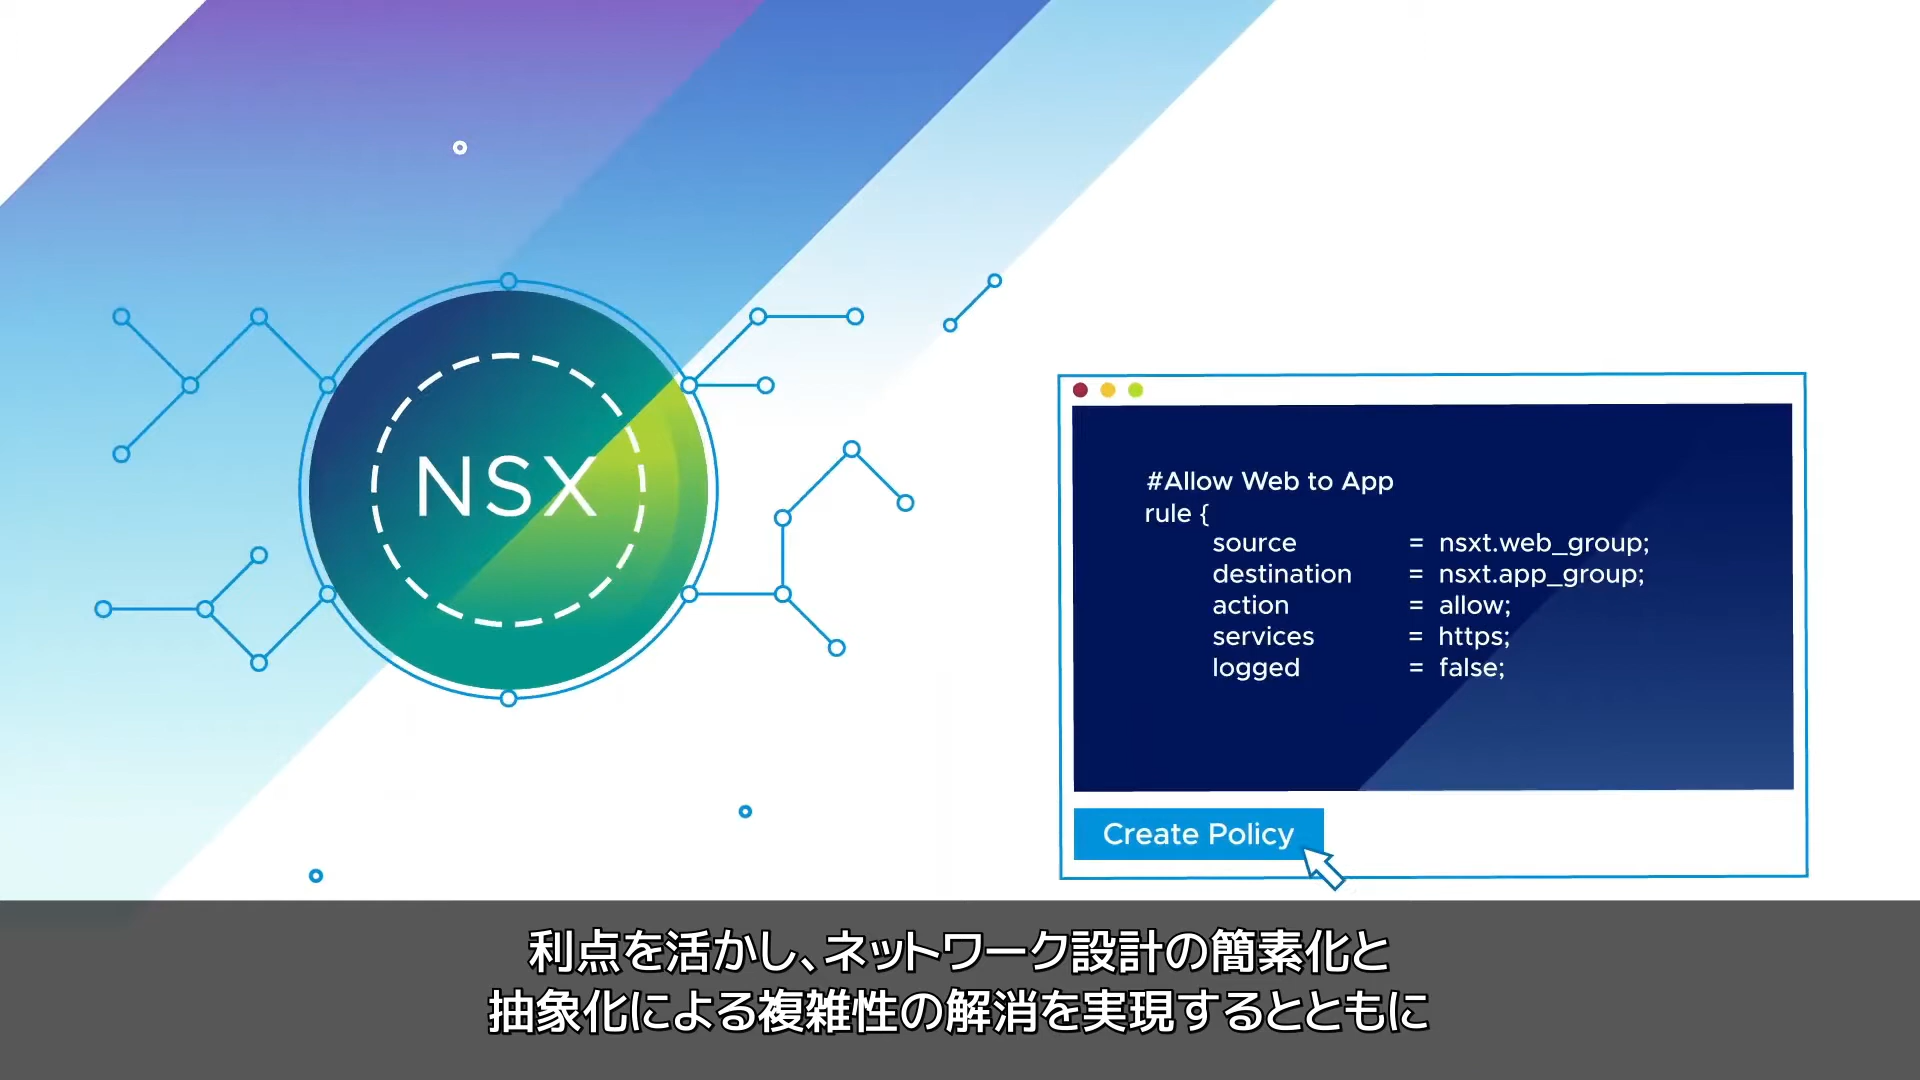 NSX
#Allow Web to App
rule {
source = nsxt.web_group;
destination = nsxt.app_group;
action = allow;
services = https;
logged = false;
Create Policy
利点を活かし、ネットワーク設計の簡素化と
抽象化による複雑性の解消を実現するとともに